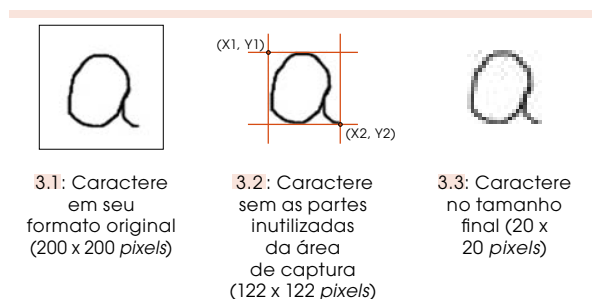 (X1, Y1)
(X2, Y2)
3.1: Caractere
em seu
formato original
(200 x 200 pixels)
3.2: Caractere
sem as partes
inutilizadas
da área
de captura
(122 x 122 pixels)
3.3: Caractere
no tamanho
final (20 x
20 pixels)